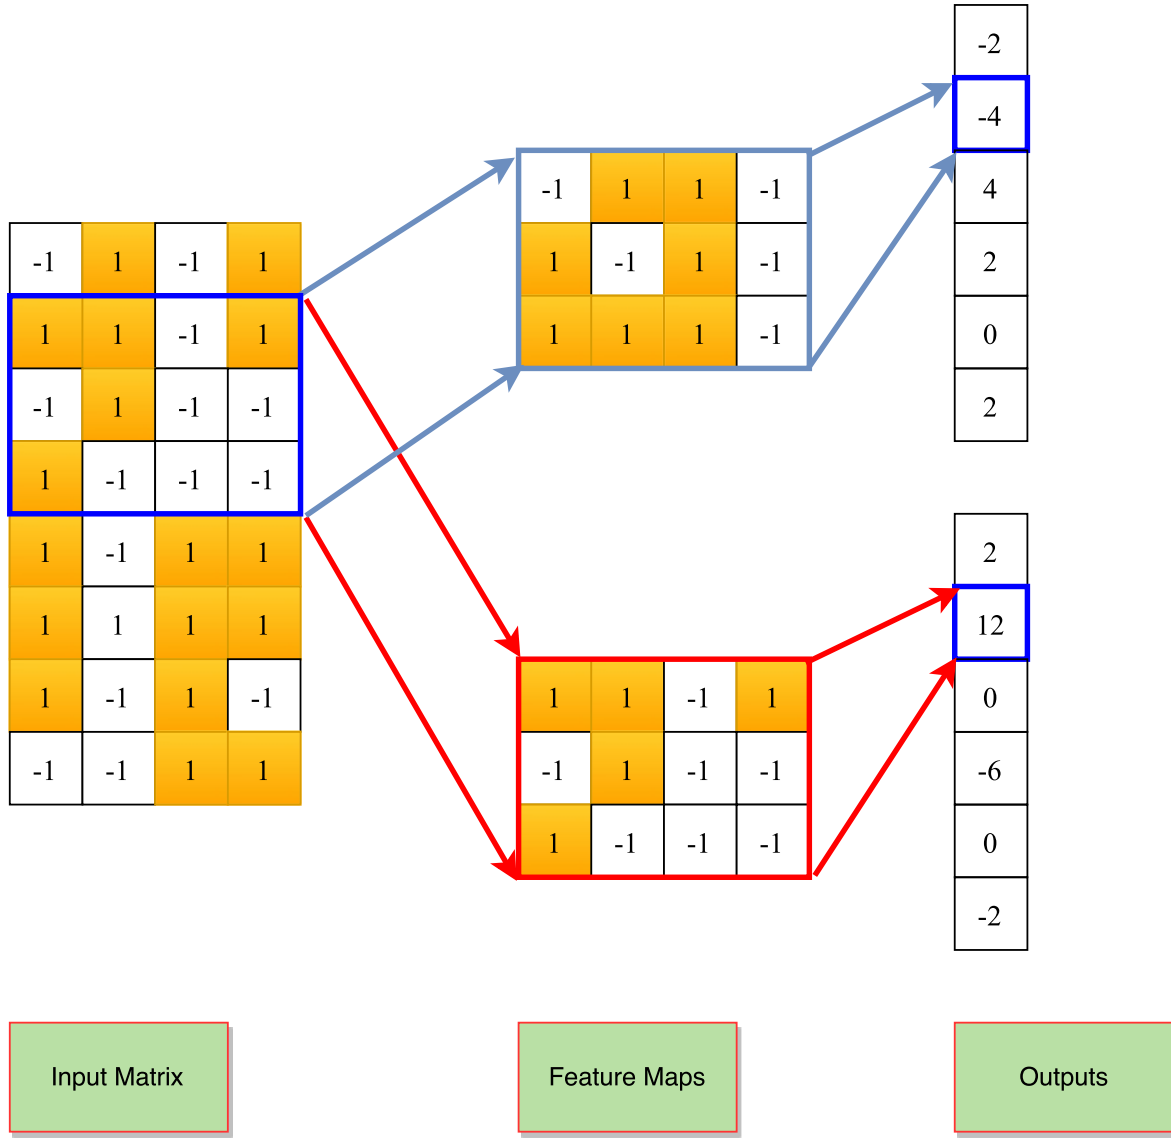 -1 1 -1 1
1 1 -1 1
-1 1 -1 -1
1 -1 -1 -1
1 -1 1 1
1 1 1 1
1 -1 1 -1
-1 -1 1 1
-1 1 1 -1
1 -1 1 -1
1 1 1 -1
1 1 -1 1
-1 1 -1 -1
1 -1 -1 -1
-2
-4
4
2
0
2
2
12
0
-6
0
-2
Input Matrix
Feature Maps
Outputs